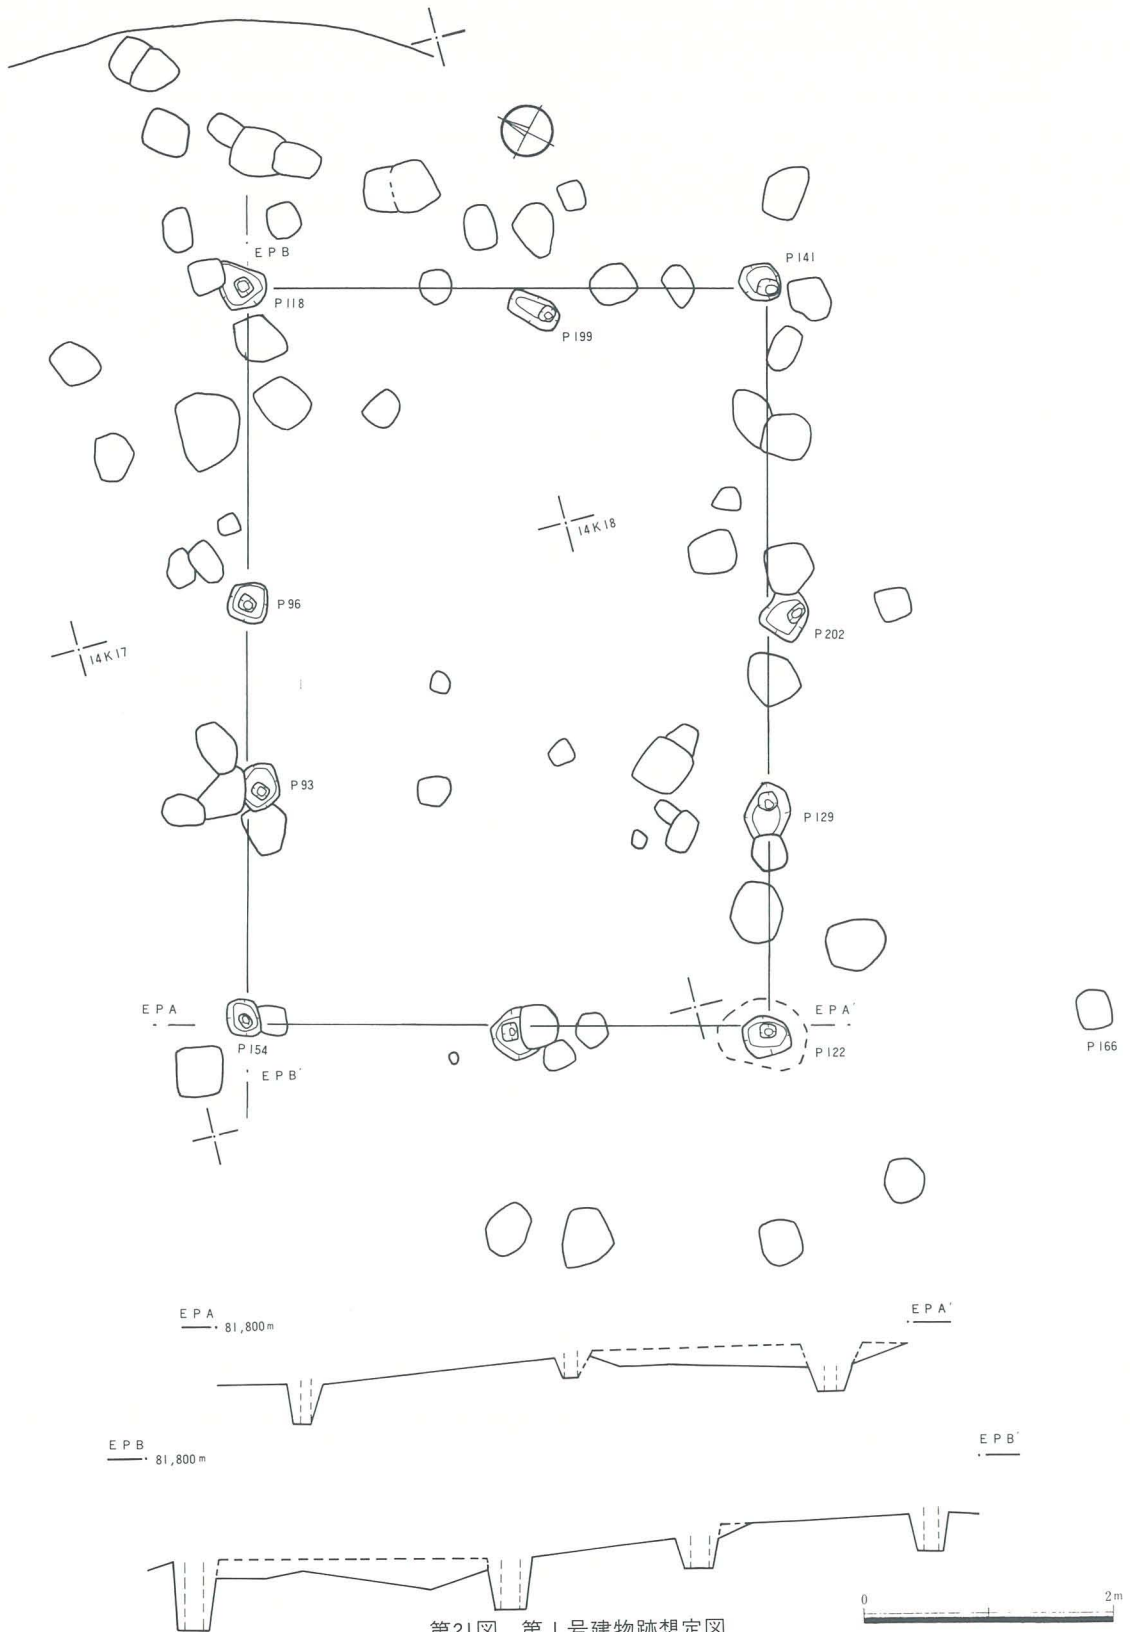 EPB
P118
P141
P199
14K18
P96
P202
14K17
P93
P129
EPA
EPA'
P154
P122
P166
EPB'
EPA
81,800m
EPA'
EPB
81,800m
EPB'
0
2m
第21図 第1号建物跡想定図